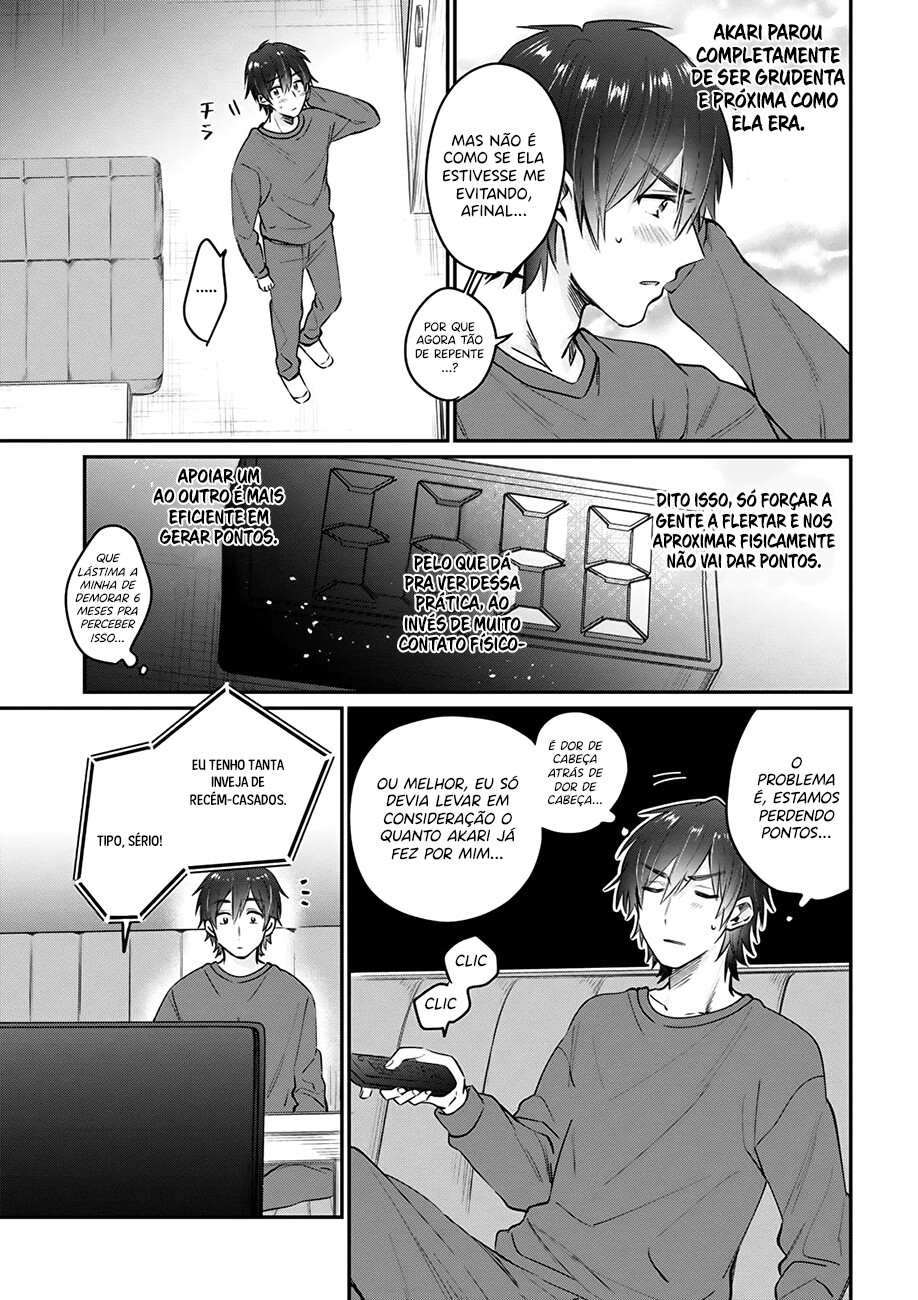 AKARI PAROU
COMPLETAMENTE
DE SER GRUDENTA
E PRÓXIMA COMO
ELA ERA.
MAS NÃO É
COMO SE ELA
ESTIVESSE ME
EVITANDO,
AFINAL...
POR QUE
AGORA TÃO
DE REPENTE
...?
チラ
.....
DITO ISSO, SÓ FORÇAR A
GENTE A FLERTAR E NOS
APROXIMAR FISICAMENTE
NÃO VAI DAR PONTOS.
PELO QUE DÁ
PRA VER DESSA
PRÁTICA, AO
INVÉS DE MUITO
CONTATO FÍSICO-
APOIAR UM
AO OUTRO É MAIS
EFICIENTE EM
GERAR PONTOS.
QUE
LÁSTIMA A
MINHA DE
DEMORAR 6
MESES PRA
PERCEBER
ISSO...
O
PROBLEMA
É, ESTAMOS
PERDENDO
PONTOS...
É DOR DE
CABEÇA
ATRÁS DE
DOR DE
CABEÇA...
OU MELHOR, EU SÓ
DEVIA LEVAR EM
CONSIDERAÇÃO O
QUANTO AKARI JÁ
FEZ POR MIM...
CLIC
CLIC
EU TENHO TANTA
INVEJA DE
RECÉM-CASADOS.
TIPO, SÉRIO!